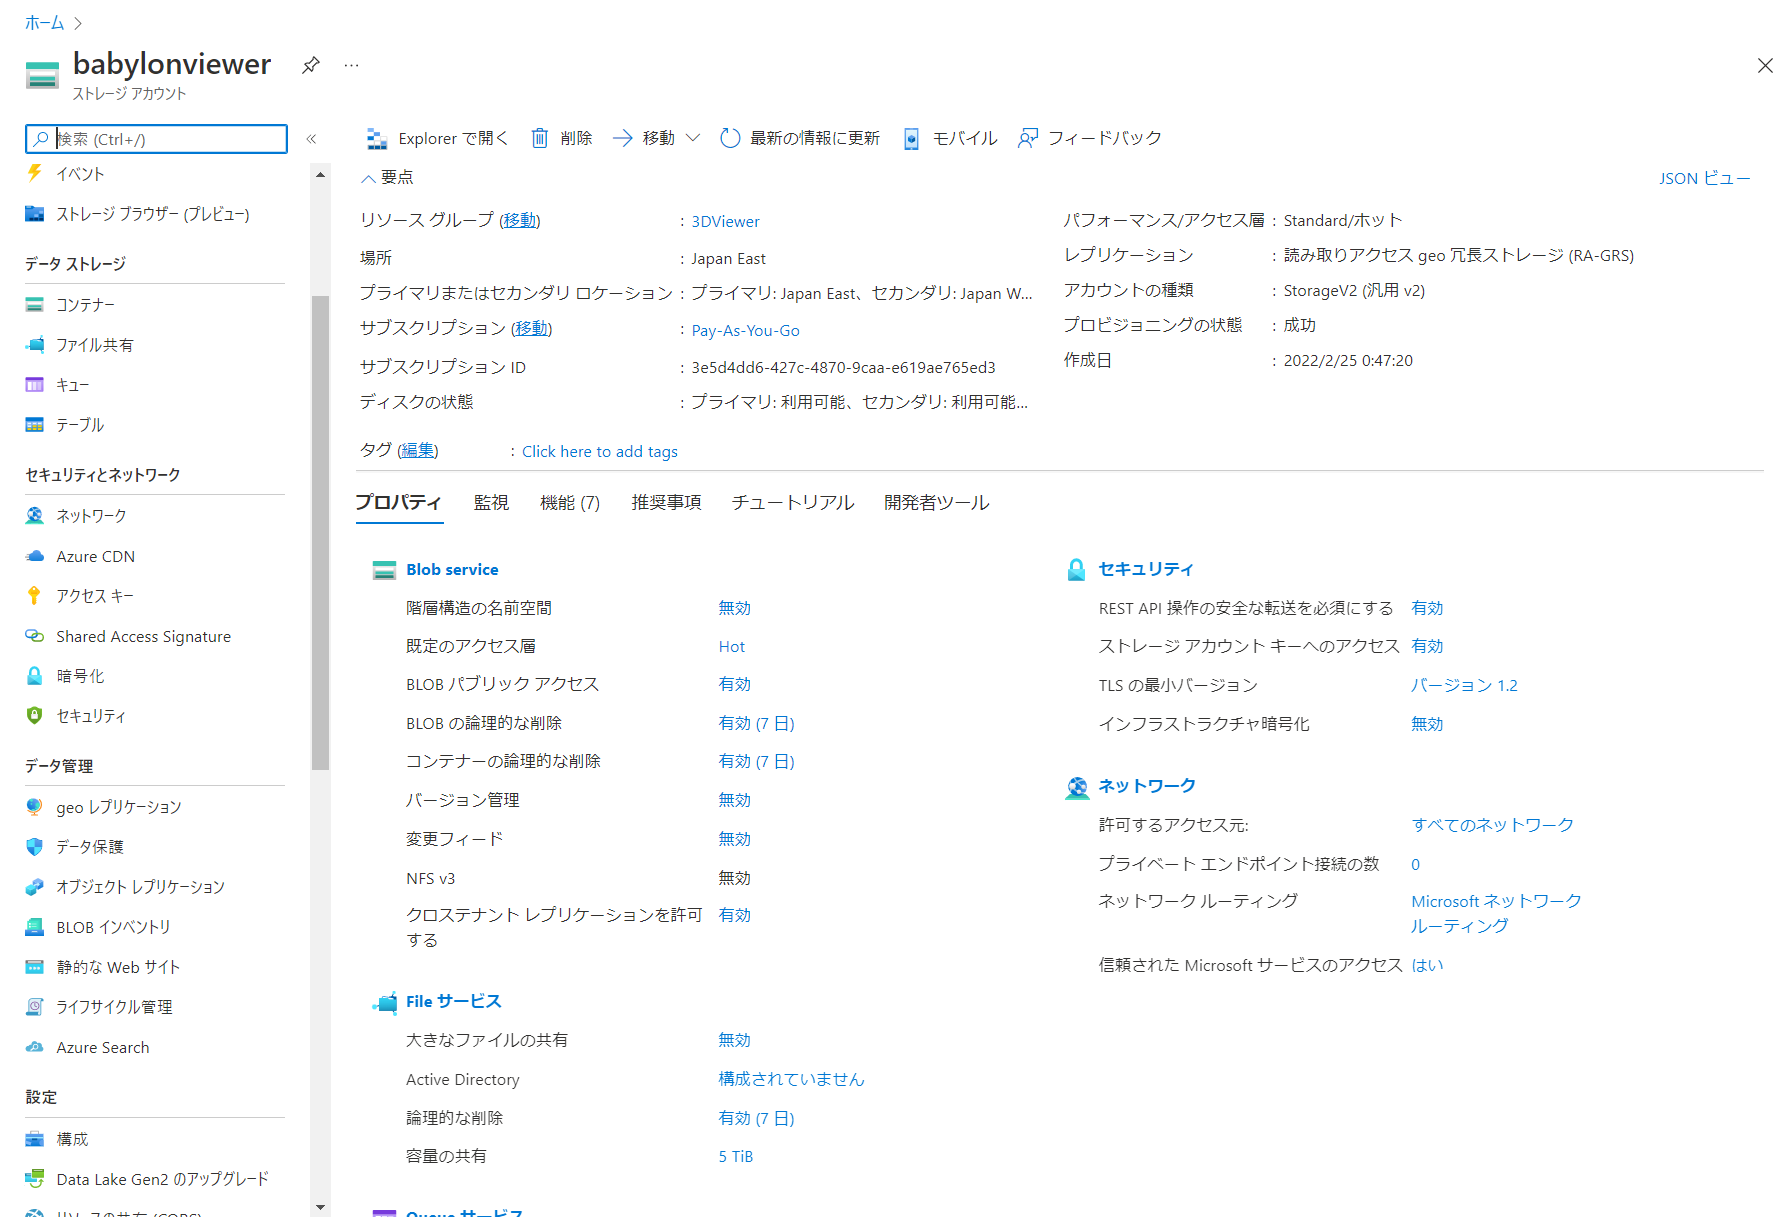 ホーム
babylonviewer
ストレージ アカウント
検索 (Ctrl+/)
イベント
ストレージ ブラウザー (プレビュー)
データ ストレージ
コンテナー
ファイル共有
キュー
テーブル
セキュリティとネットワーク
ネットワーク
Azure CDN
アクセス キー
Shared Access Signature
暗号化
セキュリティ
データ管理
geo レプリケーション
データ保護
オブジェクト レプリケーション
BLOB インベントリ
静的な Web サイト
ライフサイクル管理
Azure Search
設定
構成
Data Lake Gen2 のアップグレード
リソースの共有 (CORS)
Explorer で開く 削除 移動 最新の情報に更新 モバイル フィードバック
要点
JSON ビュー
リソース グループ (移動) : 3DViewer
場所 : Japan East
プライマリまたはセカンダリ ロケーション : プライマリ: Japan East、セカンダリ: Japan W...
サブスクリプション (移動) : Pay-As-You-Go
サブスクリプション ID : 3e5d4dd6-427c-4870-9caa-e619ae765ed3
ディスクの状態 : プライマリ: 利用可能、セカンダリ: 利用可能...
パフォーマンス/アクセス層 : Standard/ホット
レプリケーション : 読み取りアクセス geo 冗長ストレージ (RA-GRS)
アカウントの種類 : StorageV2 (汎用 v2)
プロビジョニングの状態 : 成功
作成日 : 2022/2/25 0:47:20
タグ (編集) : Click here to add tags
プロパティ 監視 機能 (7) 推奨事項 チュートリアル 開発者ツール
Blob service
階層構造の名前空間 無効
既定のアクセス層 Hot
BLOB パブリック アクセス 有効
BLOB の論理的な削除 有効 (7 日)
コンテナーの論理的な削除 有効 (7 日)
バージョン管理 無効
変更フィード 無効
NFS v3 無効
クロステナント レプリケーションを許可 有効
する
File サービス
大きなファイルの共有 無効
Active Directory 構成されていません
論理的な削除 有効 (7 日)
容量の共有 5 TiB
Queue サービス
セキュリティ
REST API 操作の安全な転送を必須にする 有効
ストレージ アカウント キーへのアクセス 有効
TLS の最小バージョン バージョン 1.2
インフラストラクチャ暗号化 無効
ネットワーク
許可するアクセス元: すべてのネットワーク
プライベート エンドポイント接続の数 0
ネットワーク ルーティング Microsoft ネットワーク
ルーティング
信頼された Microsoft サービスのアクセス はい